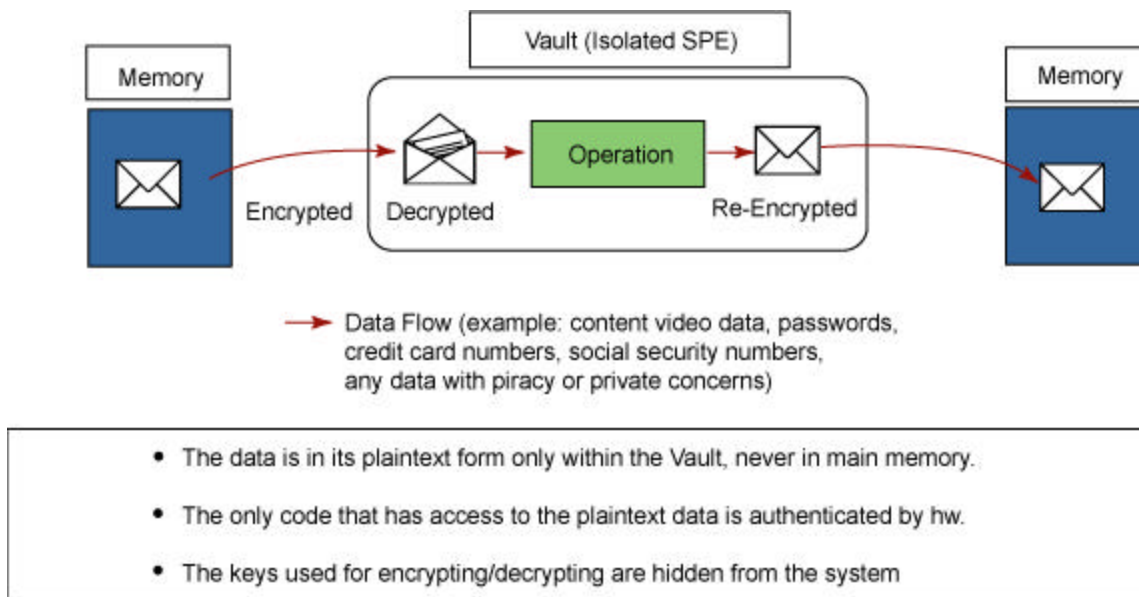 Vault (Isolated SPE)
Memory
Memory
Operation
Encrypted
Decrypted
Re-Encrypted
Data Flow (example: content video data, passwords,
credit card numbers, social security numbers,
any data with piracy or private concerns)
• The data is in its plaintext form only within the Vault, never in main memory.
• The only code that has access to the plaintext data is authenticated by hw.
• The keys used for encrypting/decrypting are hidden from the system